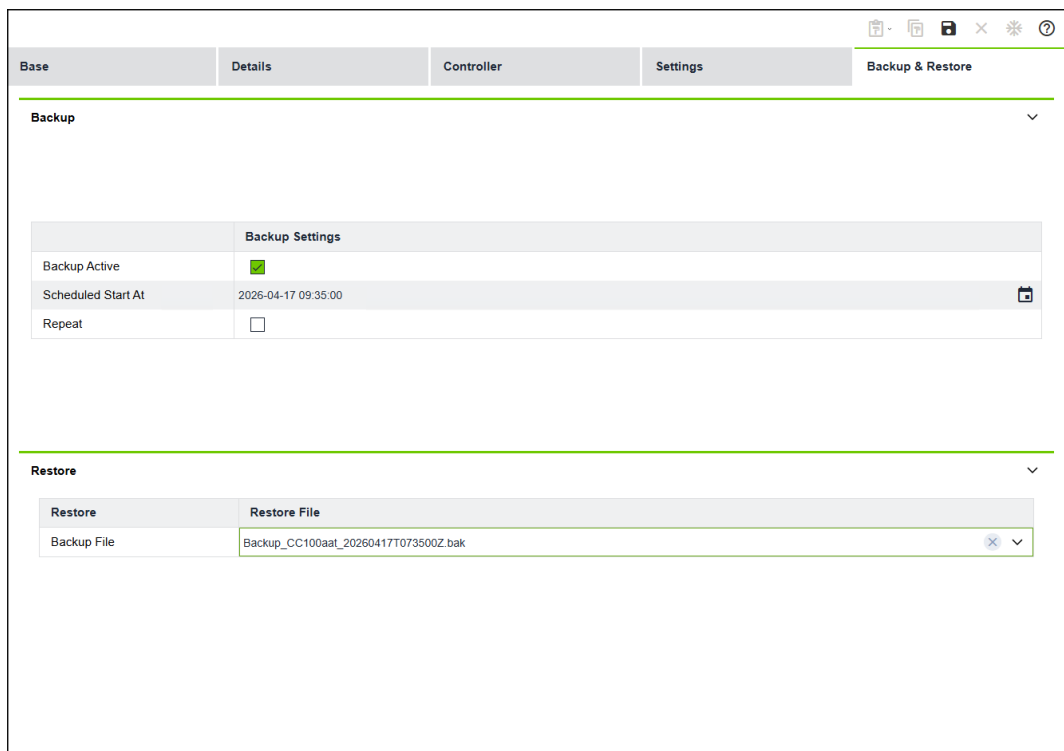 Base Details Controller Settings Backup & Restore
Backup
Backup Settings
Backup Active
Scheduled Start At 2026-04-17 09:35:00
Repeat
Restore
Restore Restore File
Backup File Backup_CC100aat_20260417T073500Z.bak